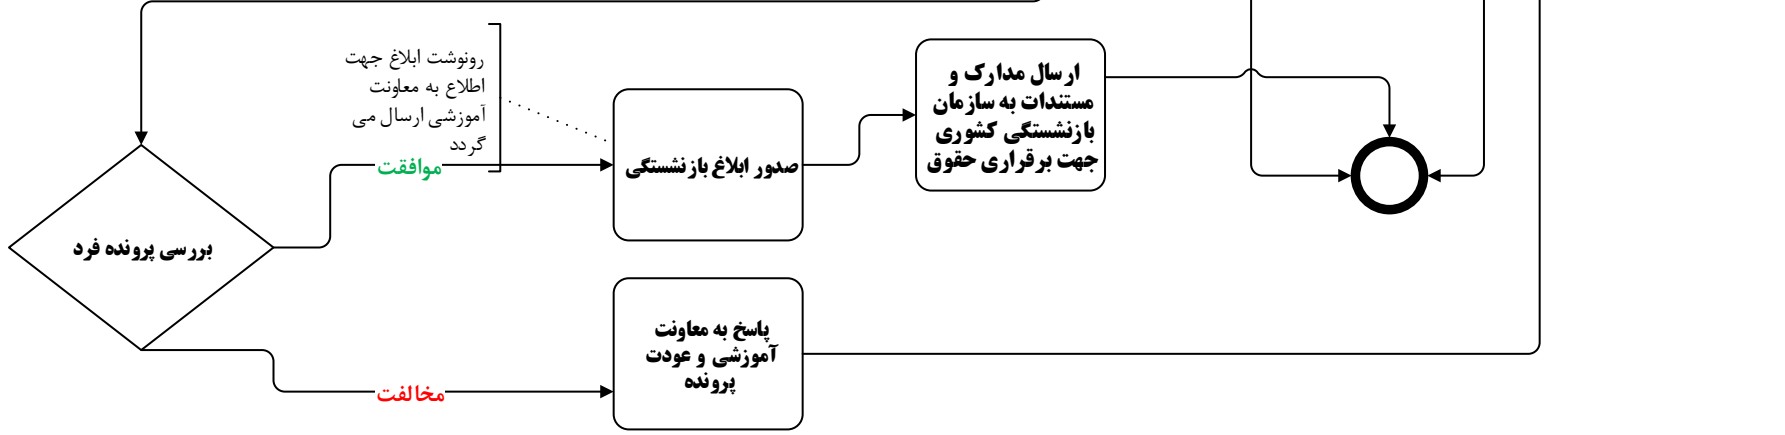 رونوشت ابلاغ جهت
اطلاع به معاونت
آموزشی ارسال می
گردد
ارسال مدارک و
مستندات به سازمان
بازنشستگی کشوری
جهت برقراری حقوق
صدور ابلاغ بازنشستگی
موافقت
بررسی پرونده فرد
پاسخ به معاونت
آموزشی و عودت
پرونده
مخالفت